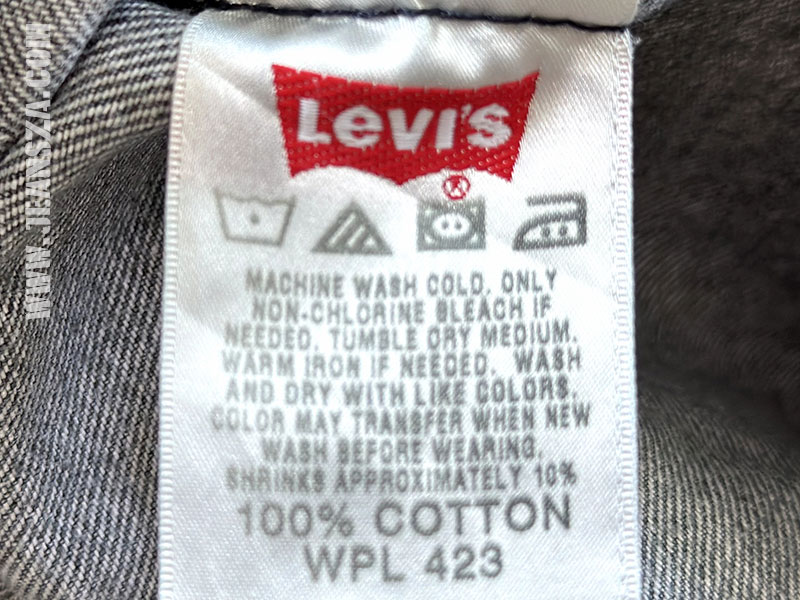 LEVI'S
®
MACHINE WASH COLD. ONLY
NON-CHLORINE BLEACH IF
NEEDED. TUMBLE DRY MEDIUM.
WARM IRON IF NEEDED. WASH
AND DRY WITH LIKE COLORS.
COLOR MAY TRANSFER WHEN NEW
WASH BEFORE WEARING.
SHRINKS APPROXIMATELY 10%
100% COTTON
WPL 423
WWW.JEANSZIA.COM